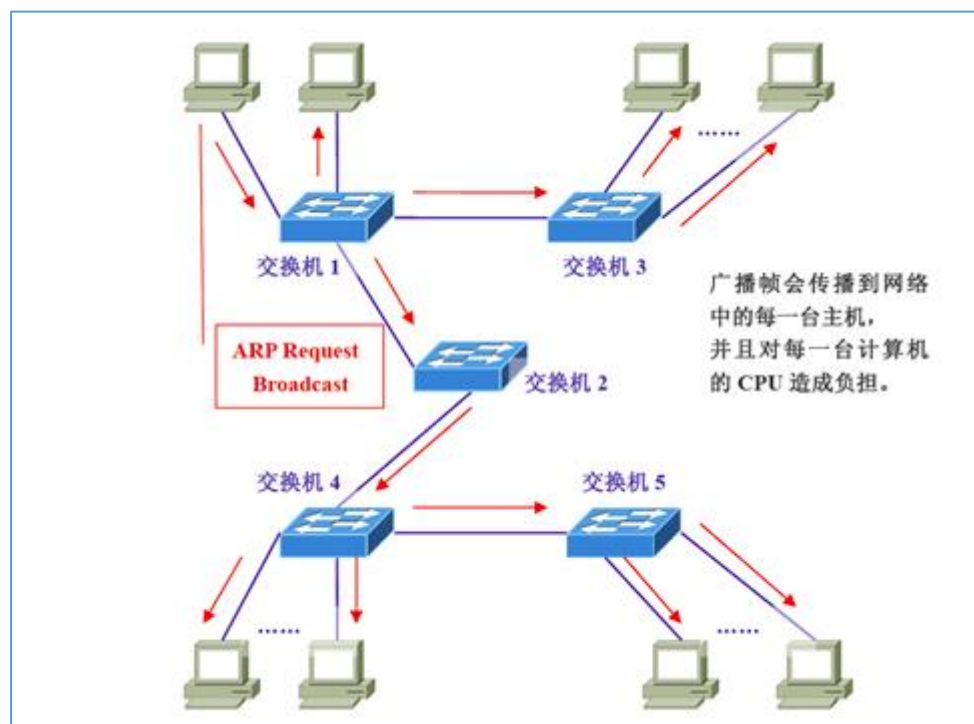 ……
交换机 1
交换机 3
广播帧会传播到网络
中的每一台主机，
并且对每一台计算机
的 CPU 造成负担。
ARP Request
Broadcast
交换机 2
交换机 4
交换机 5
……
……